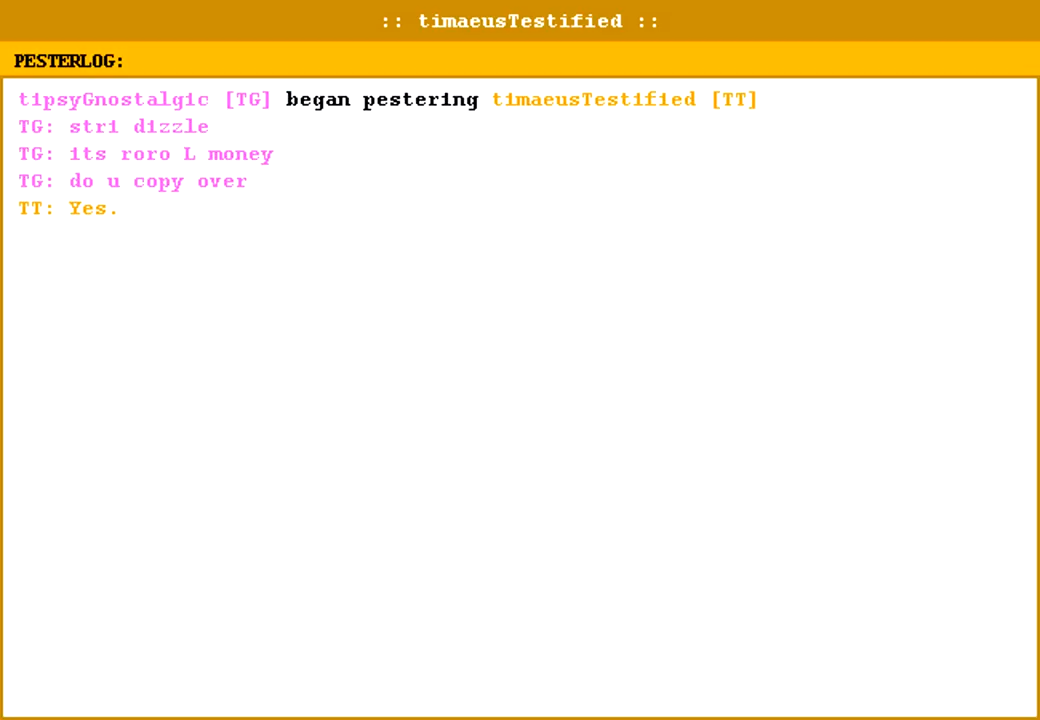 :: timaeusTestified ::
PESTERLOG:
tipsyGnostalgic [TG] began pestering timaeusTestified [TT]
TG: stri dizzle
TG: its roro L money
TG: do u copy over
TT: Yes.